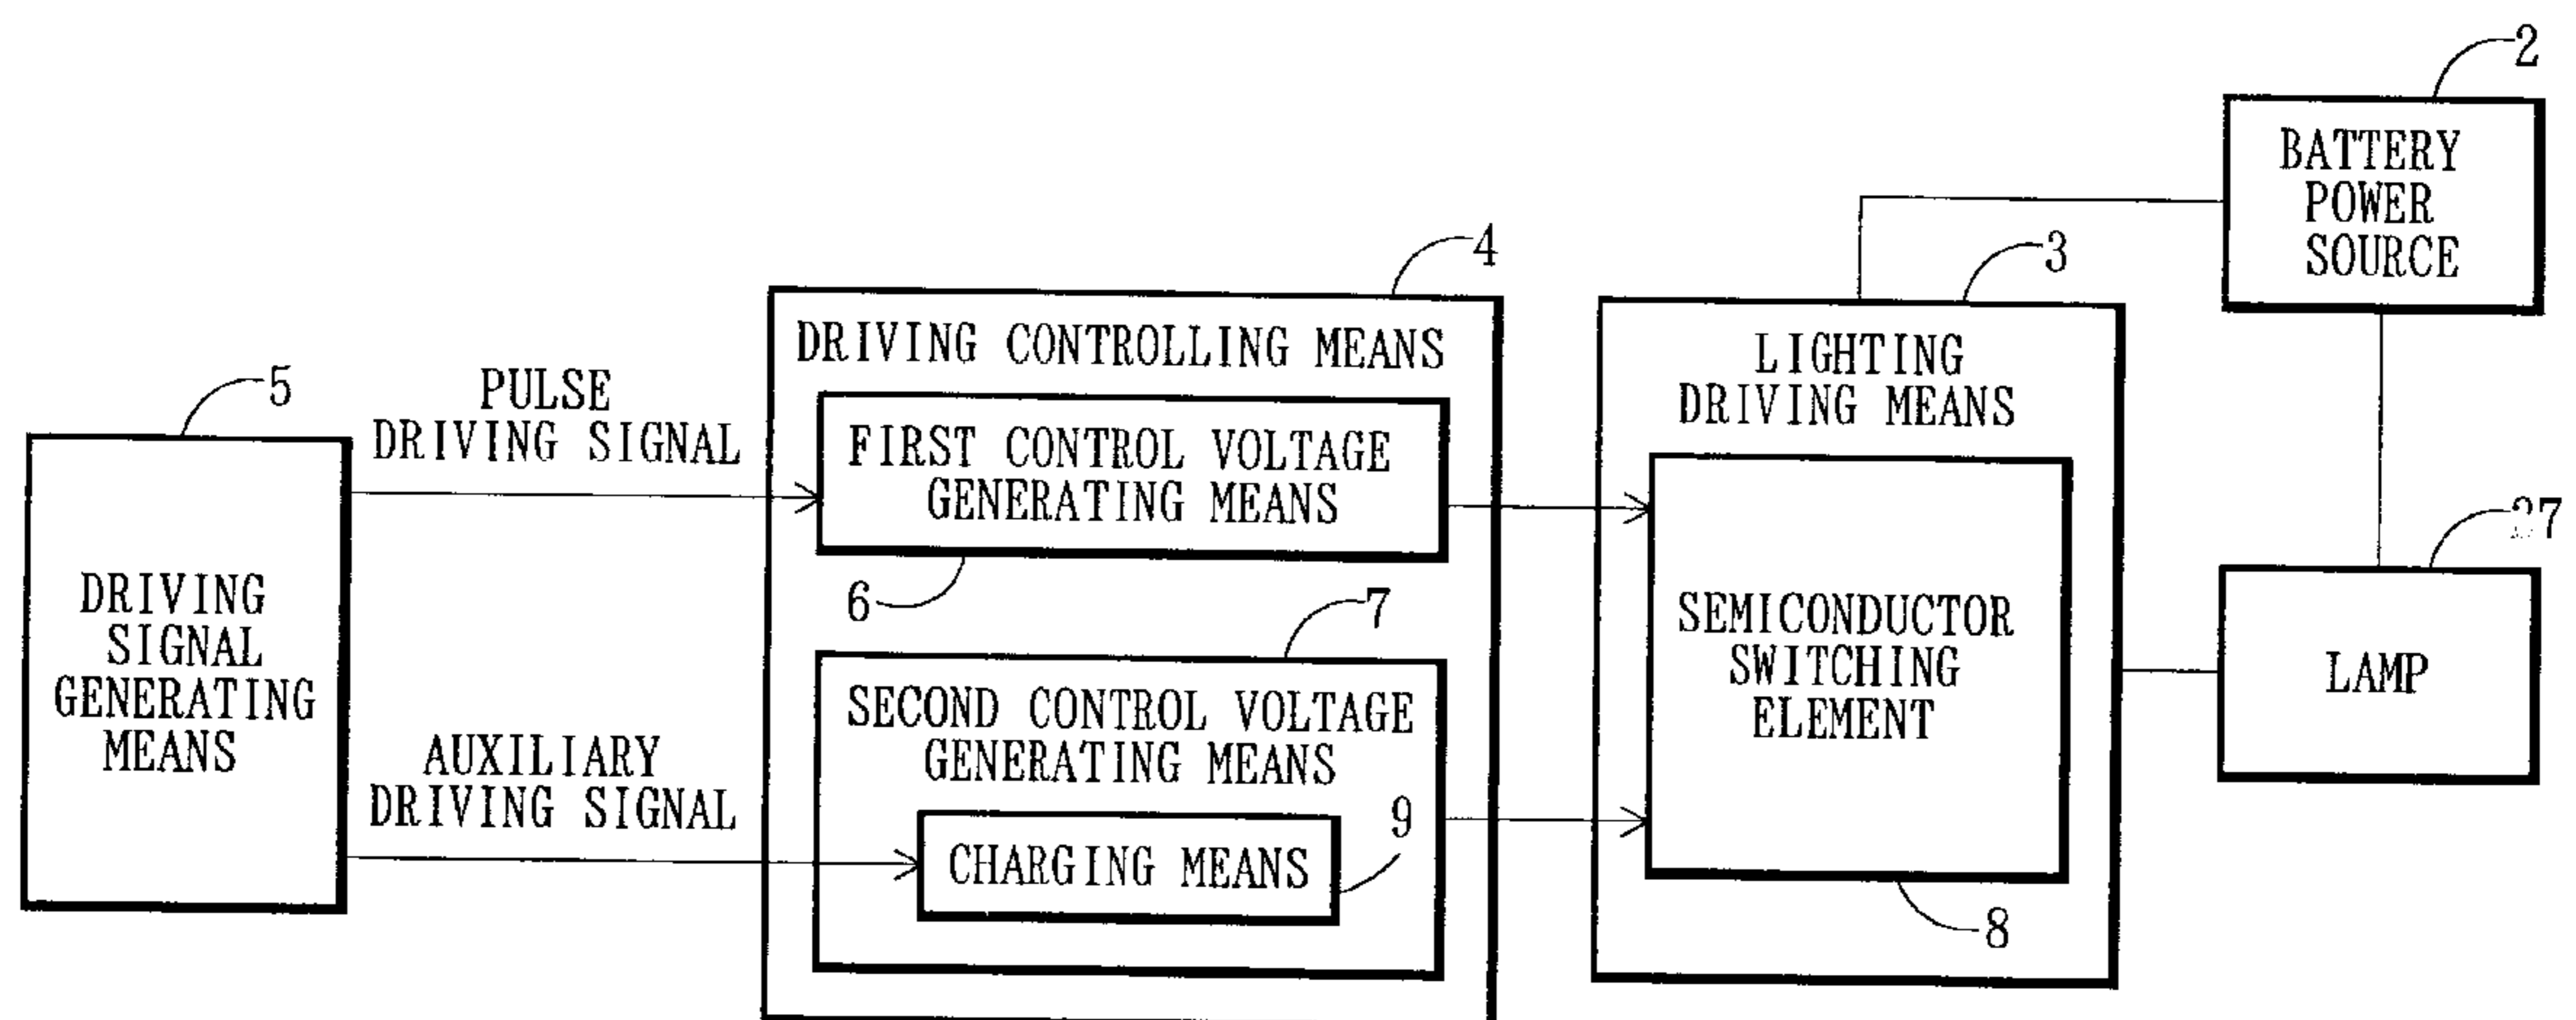 2
BATTERY
POWER
SOURCE
4
3
DRIVING CONTROLLING MEANS
LIGHTING
DRIVING MEANS
5
PULSE
DRIVING SIGNAL
FIRST CONTROL VOLTAGE
GENERATING MEANS
6
7
DRIVING
SIGNAL
GENERATING
MEANS
SEMICONDUCTOR
SWITCHING
ELEMENT
27
LAMP
SECOND CONTROL VOLTAGE
GENERATING MEANS
AUXILIARY
DRIVING SIGNAL
9
CHARGING MEANS
8